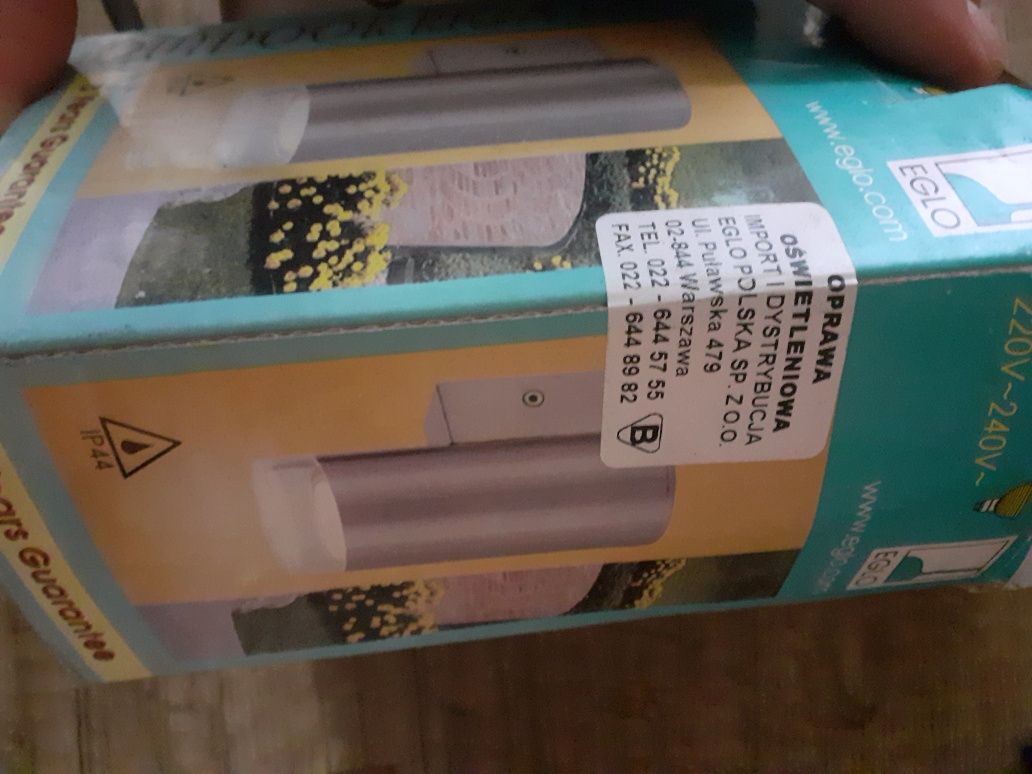 OPRAWA
OŚWIETLENIOWA
IMPORT I DYSTRYBUCJA
EGLO POLSKA SP. Z O.O.
Ul. Puławska 479
02-844 Warszawa
TEL. 022 - 644 57 55
FAX. 022 - 644 89 82
B
www.eglo.com
EGLO
220V~240V~
www.eglo.com
EGLO
IP44
Years Guarantee
Guarantee